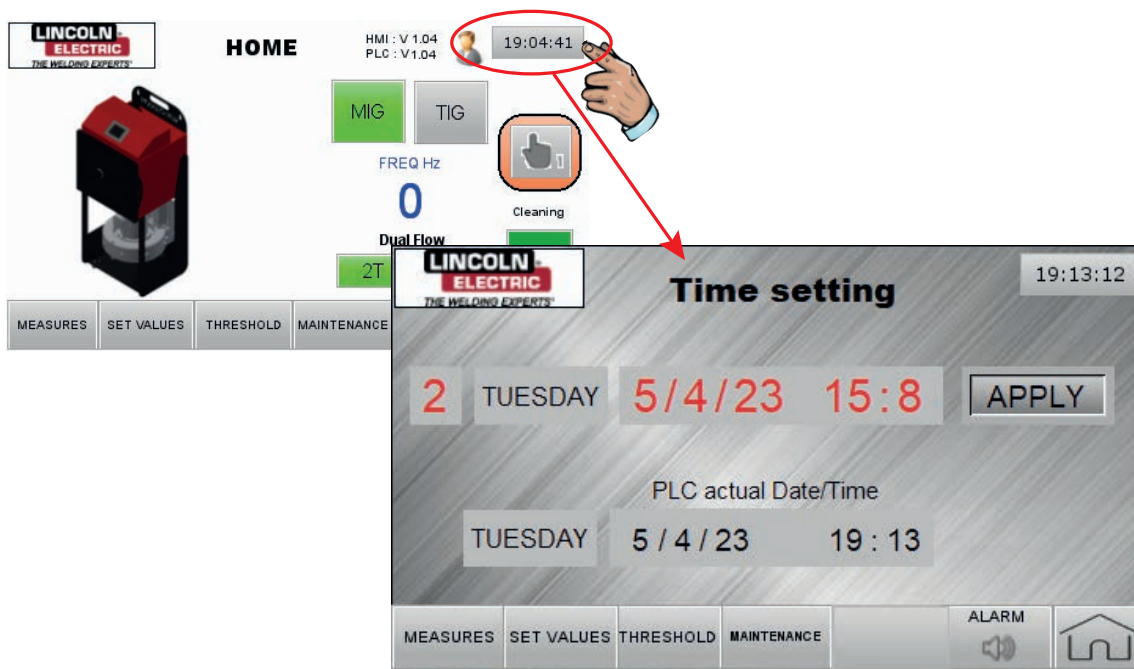 LINCOLN
ELECTRIC
THE WELDING EXPERTS®
HOME
HMI : V 1.04
PLC : V1.04
19:04:41
MIG
TIG
FREQ Hz
0
Cleaning
Dual Flow
2T
MEASURES
SET VALUES
THRESHOLD
MAINTENANCE
LINCOLN
ELECTRIC
THE WELDING EXPERTS®
Time setting
19:13:12
2 TUESDAY 5/4/23 15:8 APPLY
PLC actual Date/Time
TUESDAY 5 / 4 / 23 19 : 13
MEASURES
SET VALUES
THRESHOLD
MAINTENANCE
ALARM